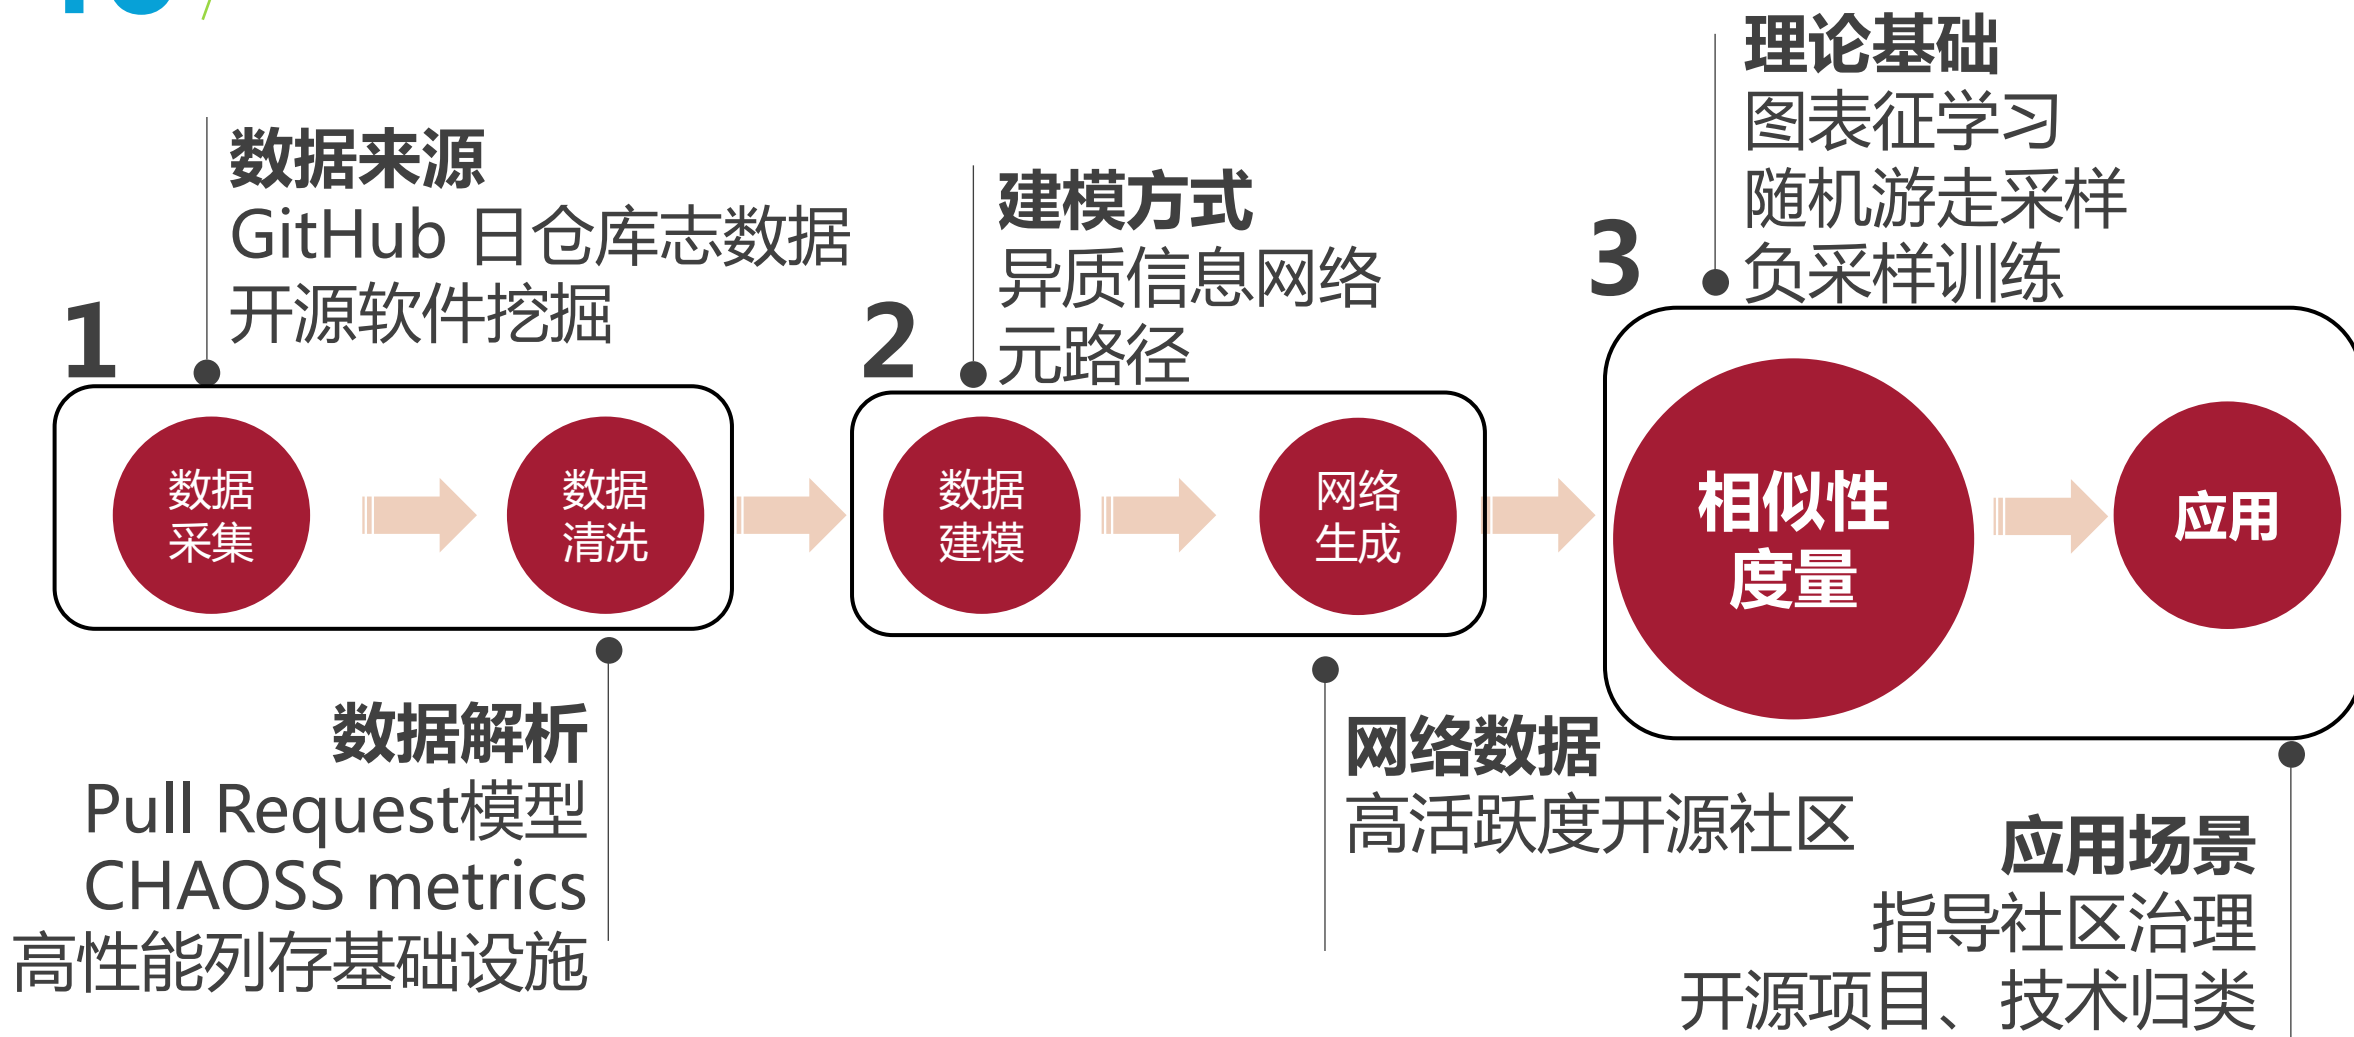 数据来源
GitHub 日仓库志数据
开源软件挖掘
1
数据
采集
数据
清洗
数据解析
Pull Request模型
CHAOSS metrics
高性能列存基础设施
建模方式
异质信息网络
元路径
2
数据
建模
网络
生成
网络数据
高活跃度开源社区
理论基础
图表征学习
随机游走采样
负采样训练
3
相似性
度量
应用
应用场景
指导社区治理
开源项目、技术归类